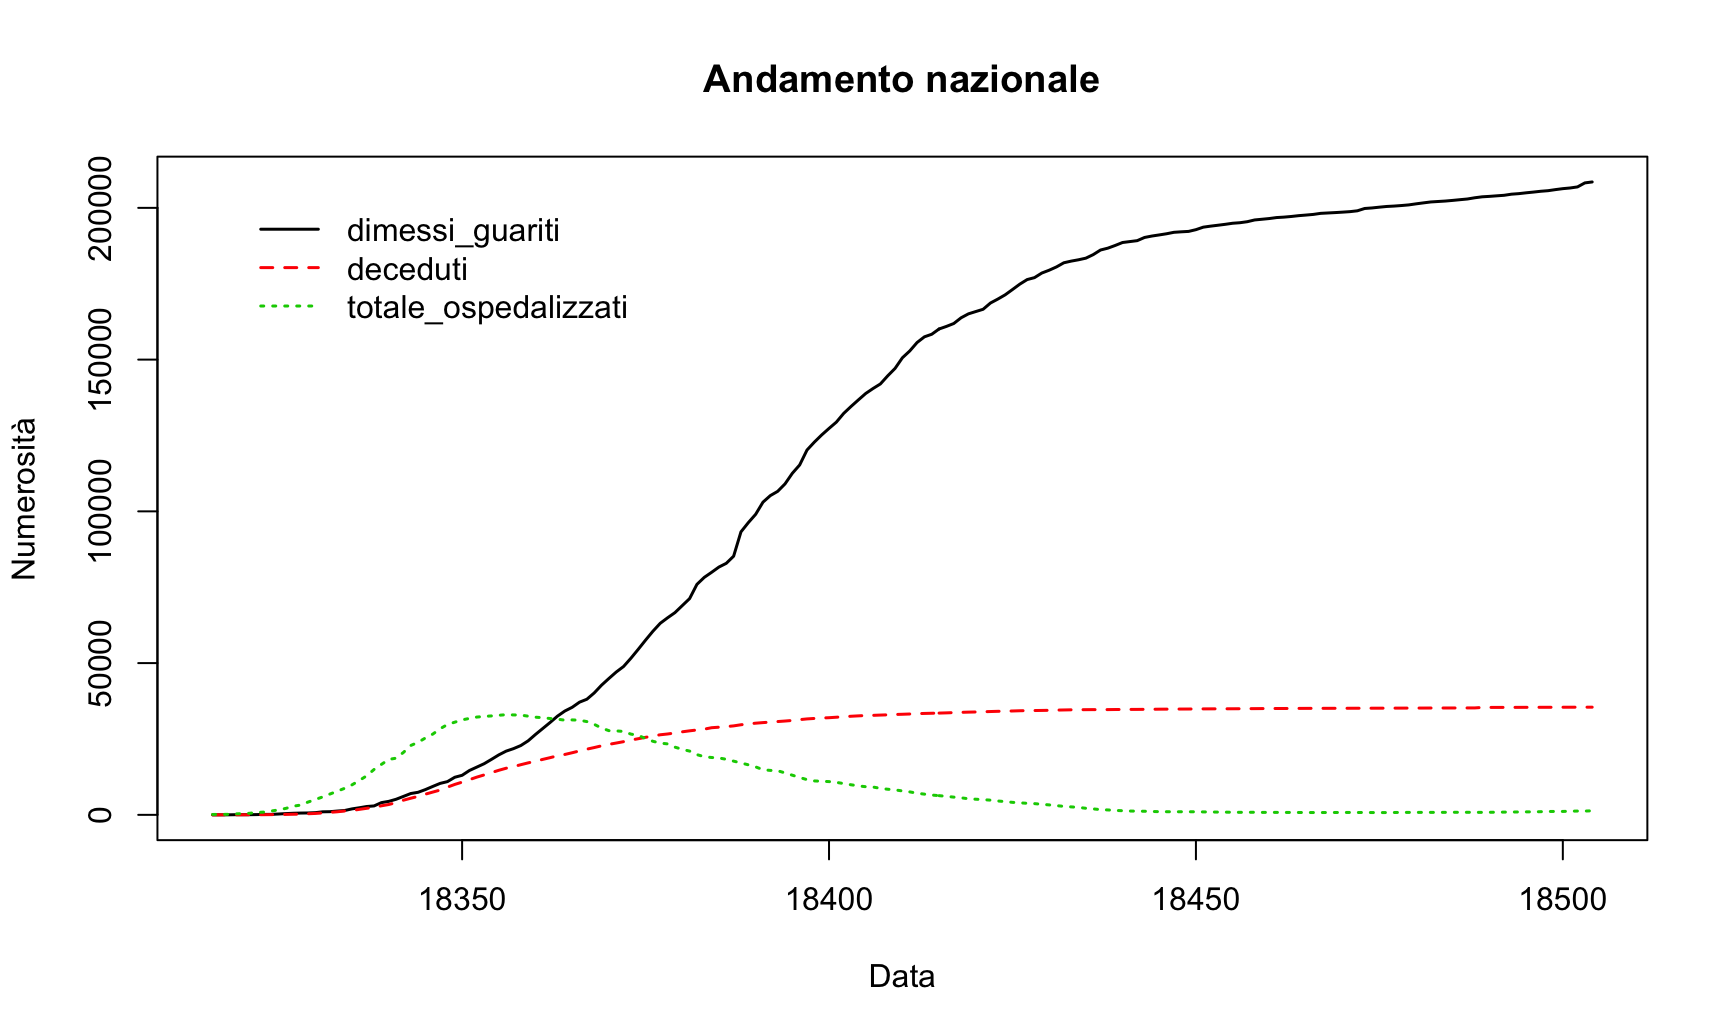 Andamento nazionale
Numerosità
200000
150000
100000
50000
0
dimessi_guariti
deceduti
totale_ospedalizzati
18350 18400 18450 18500
Data